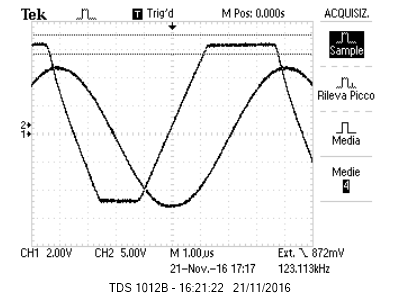 Tek T Trig'd M Pos: 0.000s ACQUISIZ.
Sample
Rileva Picco
2+
1+
Media
Medie
4
CH1 2.00V CH2 5.00V M 1.00µs Ext. \ 872mV
21-Nov.-16 17:17 123.113kHz
TDS 1012B - 16:21:22 21/11/2016